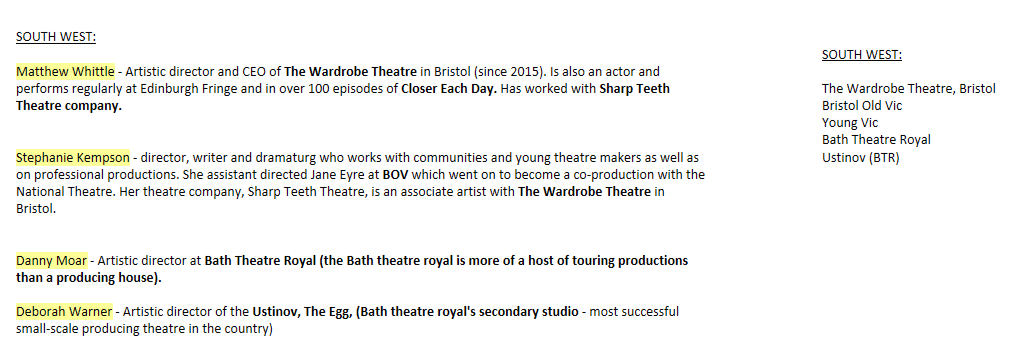 SOUTH WEST:
Matthew Whittle - Artistic director and CEO of The Wardrobe Theatre in Bristol (since 2015). Is also an actor and
performs regularly at Edinburgh Fringe and in over 100 episodes of Closer Each Day. Has worked with Sharp Teeth
Theatre company.
Stephanie Kempson - director, writer and dramaturg who works with communities and young theatre makers as well as
on professional productions. She assistant directed Jane Eyre at BOV which went on to become a co-production with the
National Theatre. Her theatre company, Sharp Teeth Theatre, is an associate artist with The Wardrobe Theatre in
Bristol.
Danny Moar - Artistic director at Bath Theatre Royal (the Bath theatre royal is more of a host of touring productions
than a producing house).
Deborah Warner - Artistic director of the Ustinov, The Egg, (Bath theatre royal's secondary studio - most successful
small-scale producing theatre in the country)
SOUTH WEST:
The Wardrobe Theatre, Bristol
Bristol Old Vic
Young Vic
Bath Theatre Royal
Ustinov (BTR)